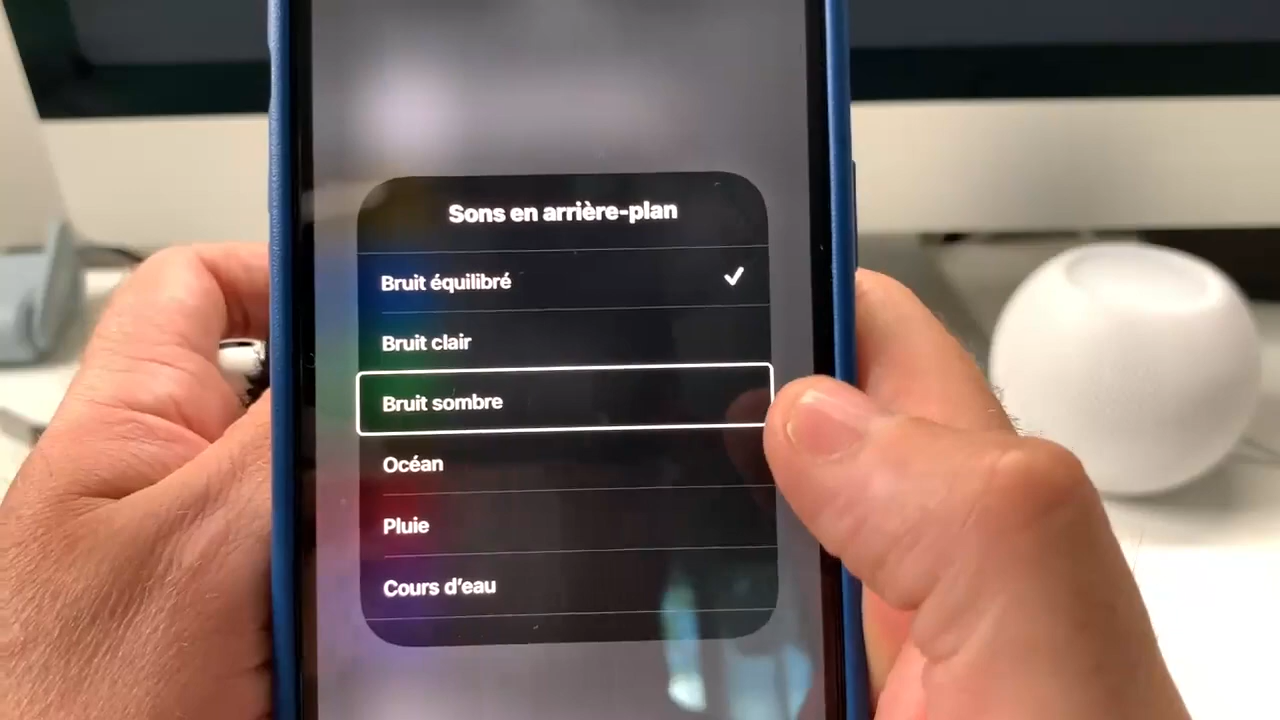 Sons en arrière-plan
Bruit équilibré
Bruit clair
Bruit sombre
Océan
Pluie
Cours d’eau